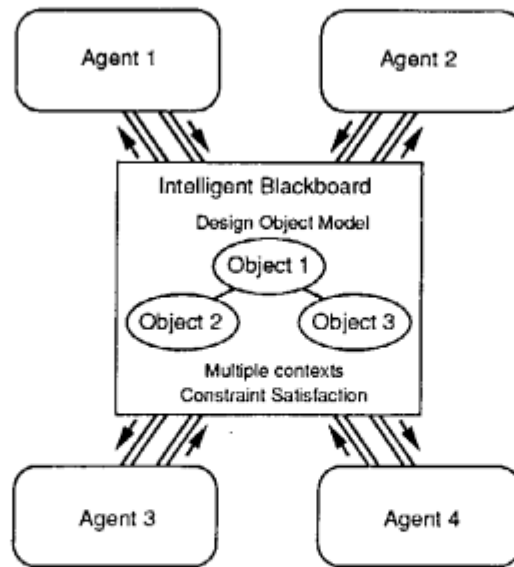 Agent 1
Agent 2
Intelligent Blackboard
Design Object Model
Object 1
Object 2
Object 3
Multiple contexts
Constraint Satisfaction
Agent 3
Agent 4